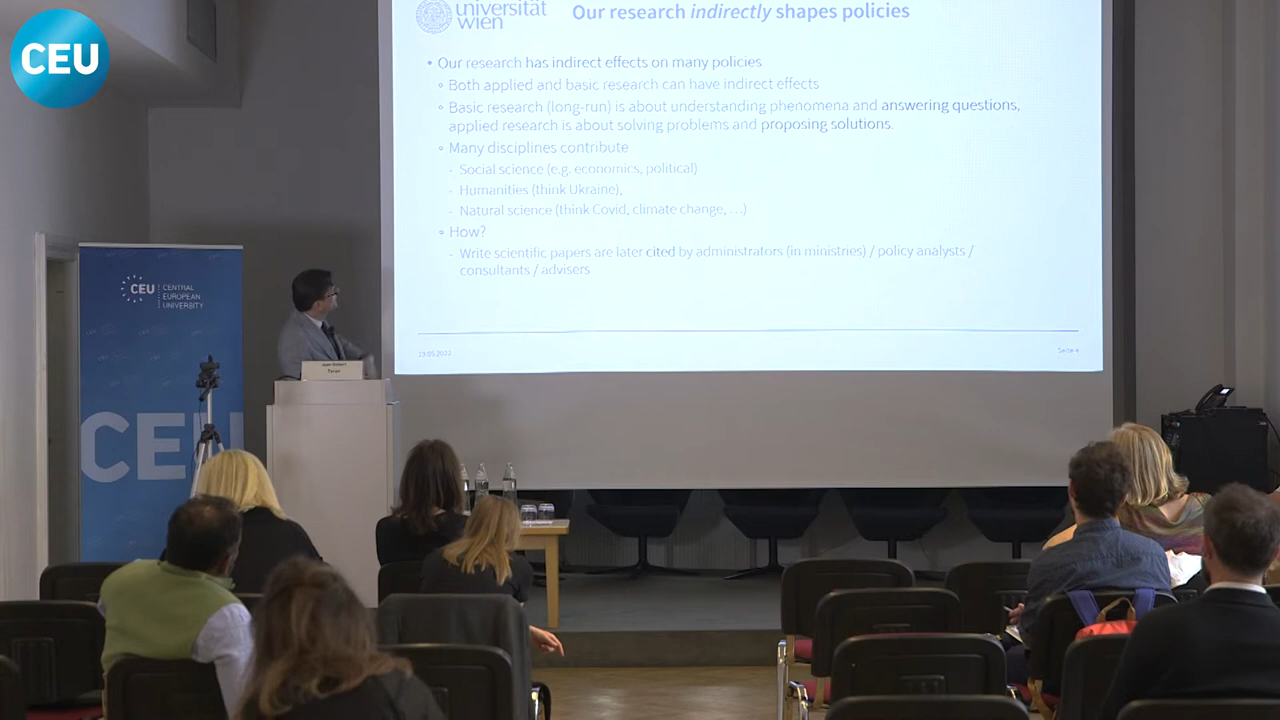 CEU
universität
wien
Our research indirectly shapes policies
• Our research has indirect effects on many policies
Both applied and basic research can have indirect effects
Basic research (long-run) is about understanding phenomena and answering questions,
applied research is about solving problems and proposing solutions.
Many disciplines contribute
- Social science (e.g. economics, political)
- Humanities (think Ukraine),
- Natural science (think Covid, climate change, …)
How?
- Write scientific papers are later cited by administrators (in ministries) / policy analysts /
consultants / advisers
Seite
CEU
CENTRAL
EUROPEAN
UNIVERSITY
CEU